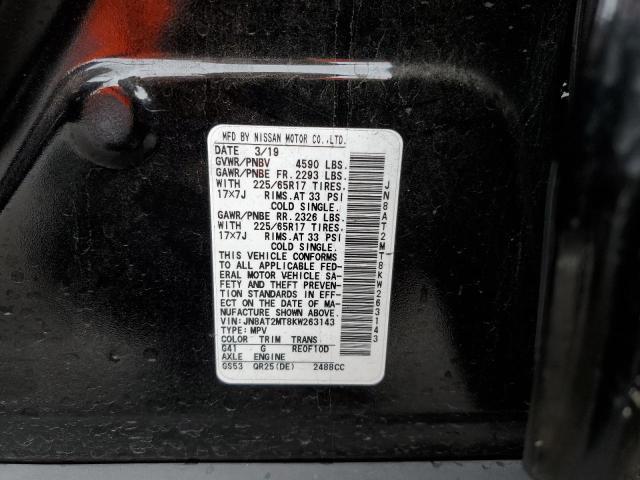 MFD BY NISSAN MOTOR CO.,LTD.
DATE 3/19
GVWR/PNBV 4590 LBS.
GAWR/PNBE FR. 2293 LBS.
WITH 225/65R17 TIRES.
17x7J RIMS.AT 33 PSI
COLD SINGLE.
GAWR/PNBE RR. 2326 LBS.
WITH 225/65R17 TIRES.
17x7J RIMS.AT 33 PSI
COLD SINGLE.
THIS VEHICLE CONFORMS
TO ALL APPLICABLE FED-
ERAL MOTOR VEHICLE SA-
FETY AND THEFT PREVEN-
TION STANDARDS IN EFF-
ECT ON THE DATE OF MA-
NUFACTURE SHOWN ABOVE.
VIN:JN8AT2MT8KW263143
TYPE:MPV
COLOR TRIM TRANS
G41 G RE0F10D
AXLE ENGINE
GS53 QR25(DE) 2488CC
JN8AT2MT8KW263143